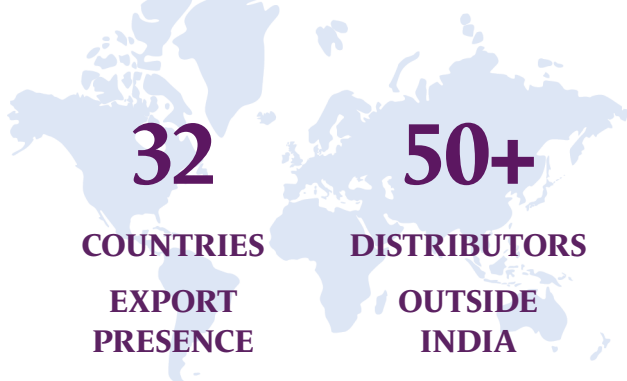 32
COUNTRIES
EXPORT
PRESENCE
50+
DISTRIBUTORS
OUTSIDE
INDIA